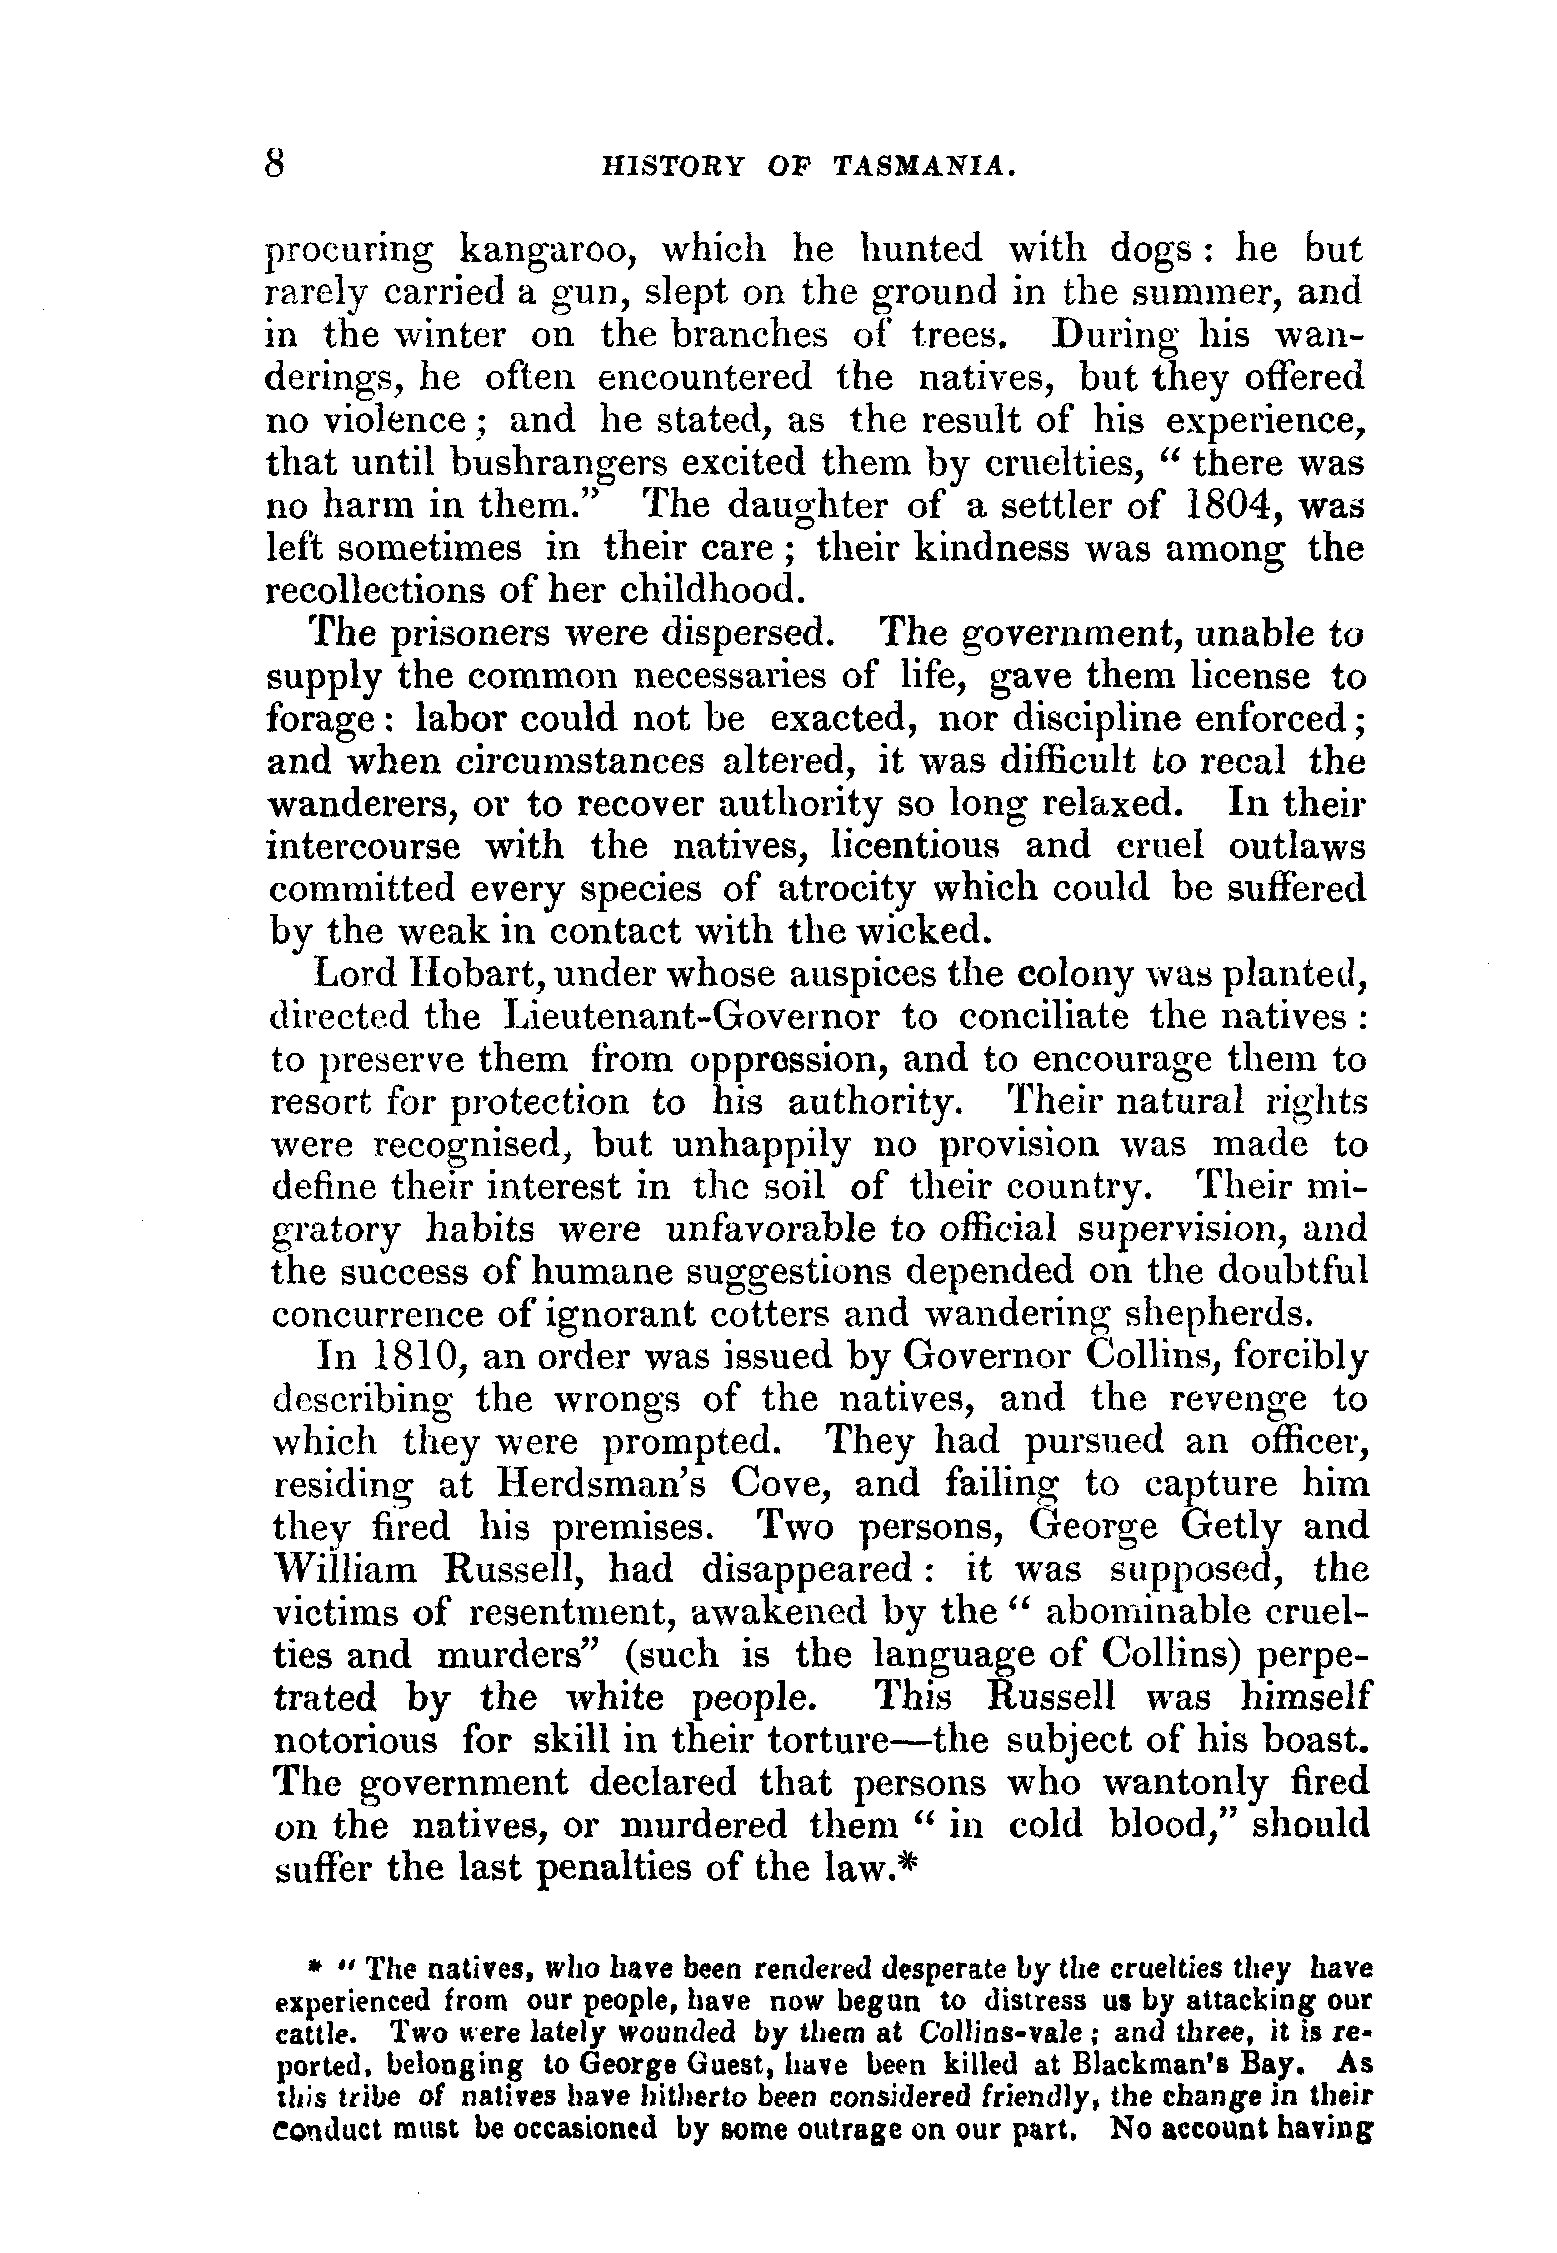 8 HISTORY OF TASMANIA.
procuring kangaroo, which he hunted with dogs : he but
rarely carried a gun, slept on the ground in the summer, and
in the winter on the branches of trees. During his wan-
derings, he often encountered the natives, but they offered
no violence ; and he stated, as the result of his experience,
that until bushrangers excited them by cruelties, “ there was
no harm in them.” The daughter of a settler of 1804, was
left sometimes in their care ; their kindness was among the
recollections of her childhood.
The prisoners were dispersed. The government, unable to
supply the common necessaries of life, gave them license to
forage : labor could not be exacted, nor discipline enforced ;
and when circumstances altered, it was difficult to recal the
wanderers, or to recover authority so long relaxed. In their
intercourse with the natives, licentious and cruel outlaws
committed every species of atrocity which could be suffered
by the weak in contact with the wicked.
Lord Hobart, under whose auspices the colony was planted,
directed the Lieutenant-Governor to conciliate the natives :
to preserve them from oppression, and to encourage them to
resort for protection to his authority. Their natural rights
were recognised, but unhappily no provision was made to
define their interest in the soil of their country. Their mi-
gratory habits were unfavorable to official supervision, and
the success of humane suggestions depended on the doubtful
concurrence of ignorant cotters and wandering shepherds.
In 1810, an order was issued by Governor Collins, forcibly
describing the wrongs of the natives, and the revenge to
which they were prompted. They had pursued an officer,
residing at Herdsman’s Cove, and failing to capture him
they fired his premises. Two persons, George Getly and
William Russell, had disappeared : it was supposed, the
victims of resentment, awakened by the “ abominable cruel-
ties and murders” (such is the language of Collins) perpe-
trated by the white people. This Russell was himself
notorious for skill in their torture—the subject of his boast.
The government declared that persons who wantonly fired
on the natives, or murdered them “ in cold blood,” should
suffer the last penalties of the law.*
* “ The natives, who have been rendered desperate by the cruelties they have
experienced from our people, have now begun to distress us by attacking our
cattle. Two were lately wounded by them at Collins-vale ; and three, it is re-
ported, belonging to George Guest, have been killed at Blackman’s Bay. As
this tribe of natives have hitherto been considered friendly, the change in their
conduct must be occasioned by some outrage on our part. No account having